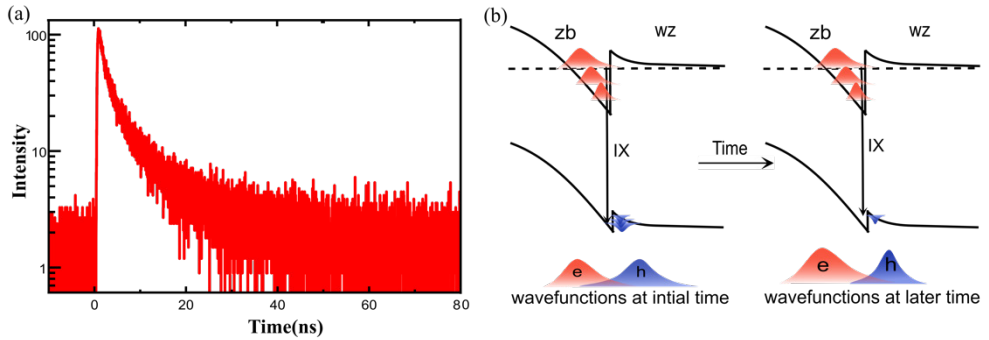 (a)
100
10
1
Intensity
0
20
40
60
80
Time(ns)
(b)
zb
wz
IX
Time
zb
wz
IX
e
h
wavefunctions at intial time
e
h
wavefunctions at later time